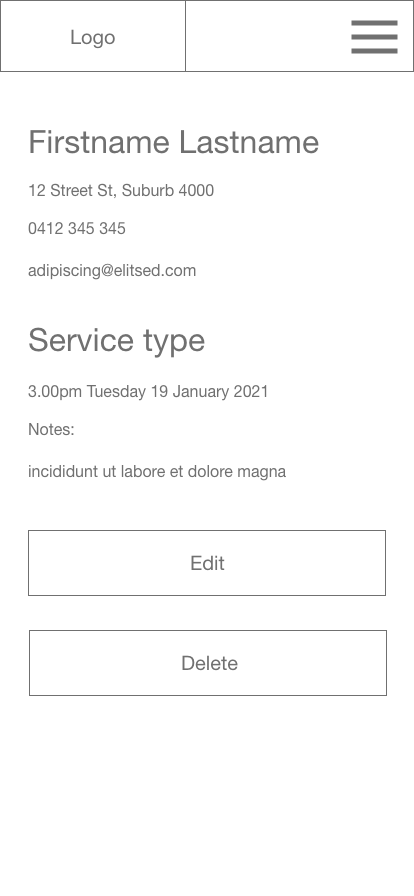 Logo
Firstname Lastname
12 Street St, Suburb 4000
0412 345 345
adipiscing@elitsed.com
Service type
3.00pm Tuesday 19 January 2021
Notes:
incididunt ut labore et dolore magna
Edit
Delete